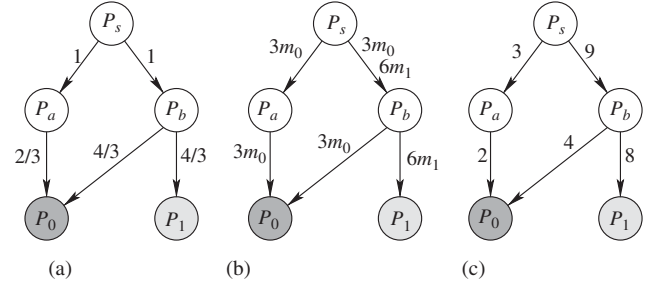 P_s
1
1
P_a
P_b
2/3
4/3
4/3
P_0
P_1
(a)
P_s
3m_0
3m_0
6m_1
P_a
P_b
3m_0
3m_0
6m_1
P_0
P_1
(b)
P_s
3
9
P_a
P_b
2
4
8
P_0
P_1
(c)